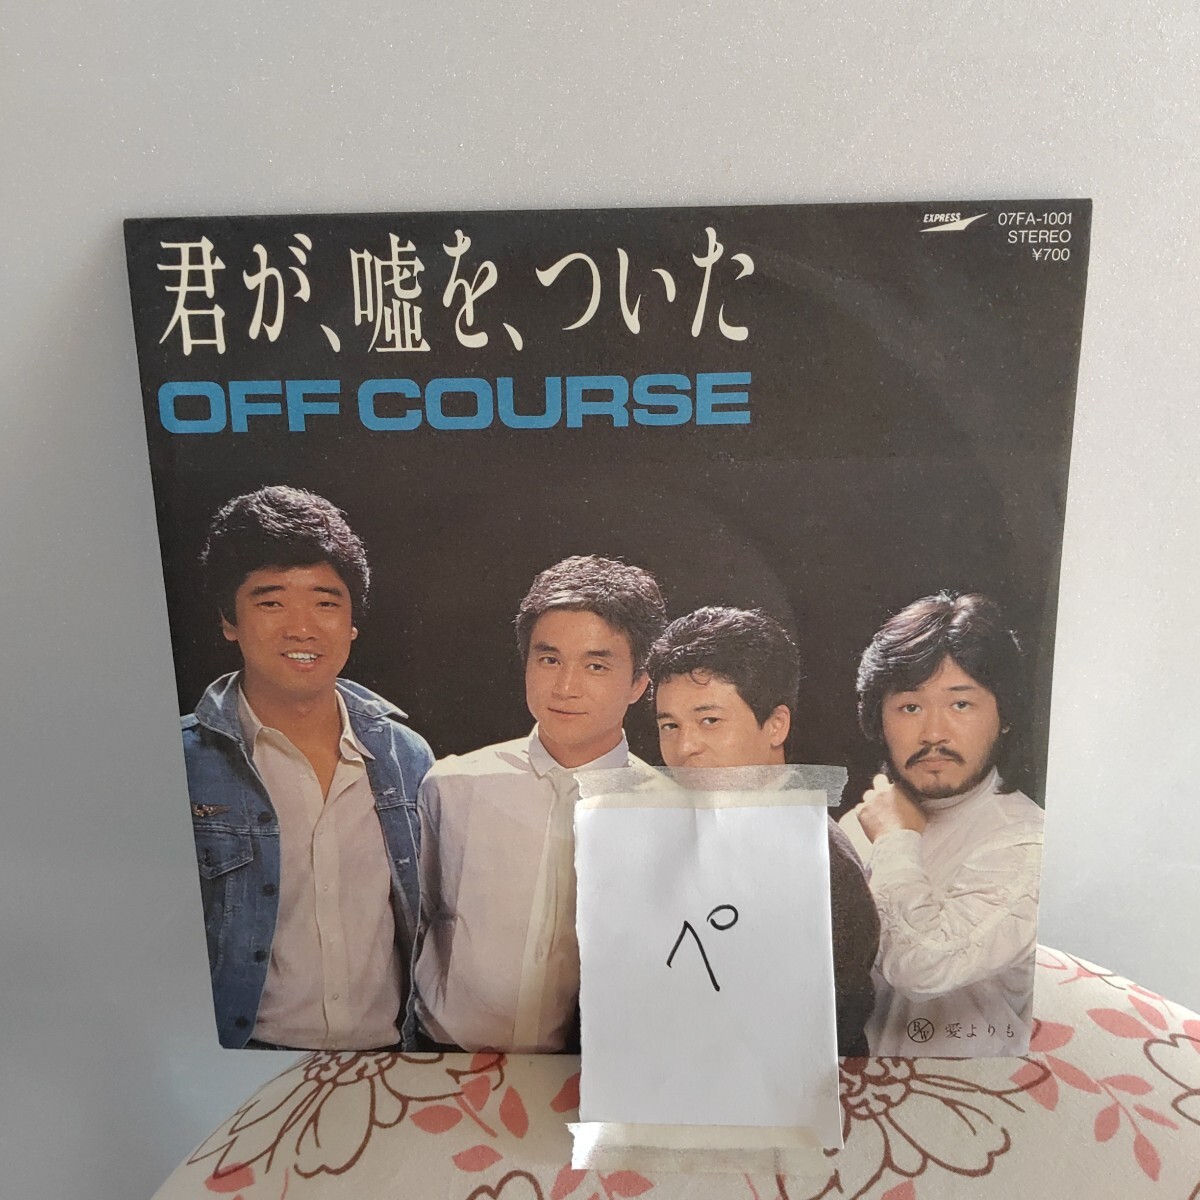 EXPRESS 07FA-1001
STEREO
¥700
君が、嘘を、ついた
OFF COURSE
ペ
B/W 愛よりも